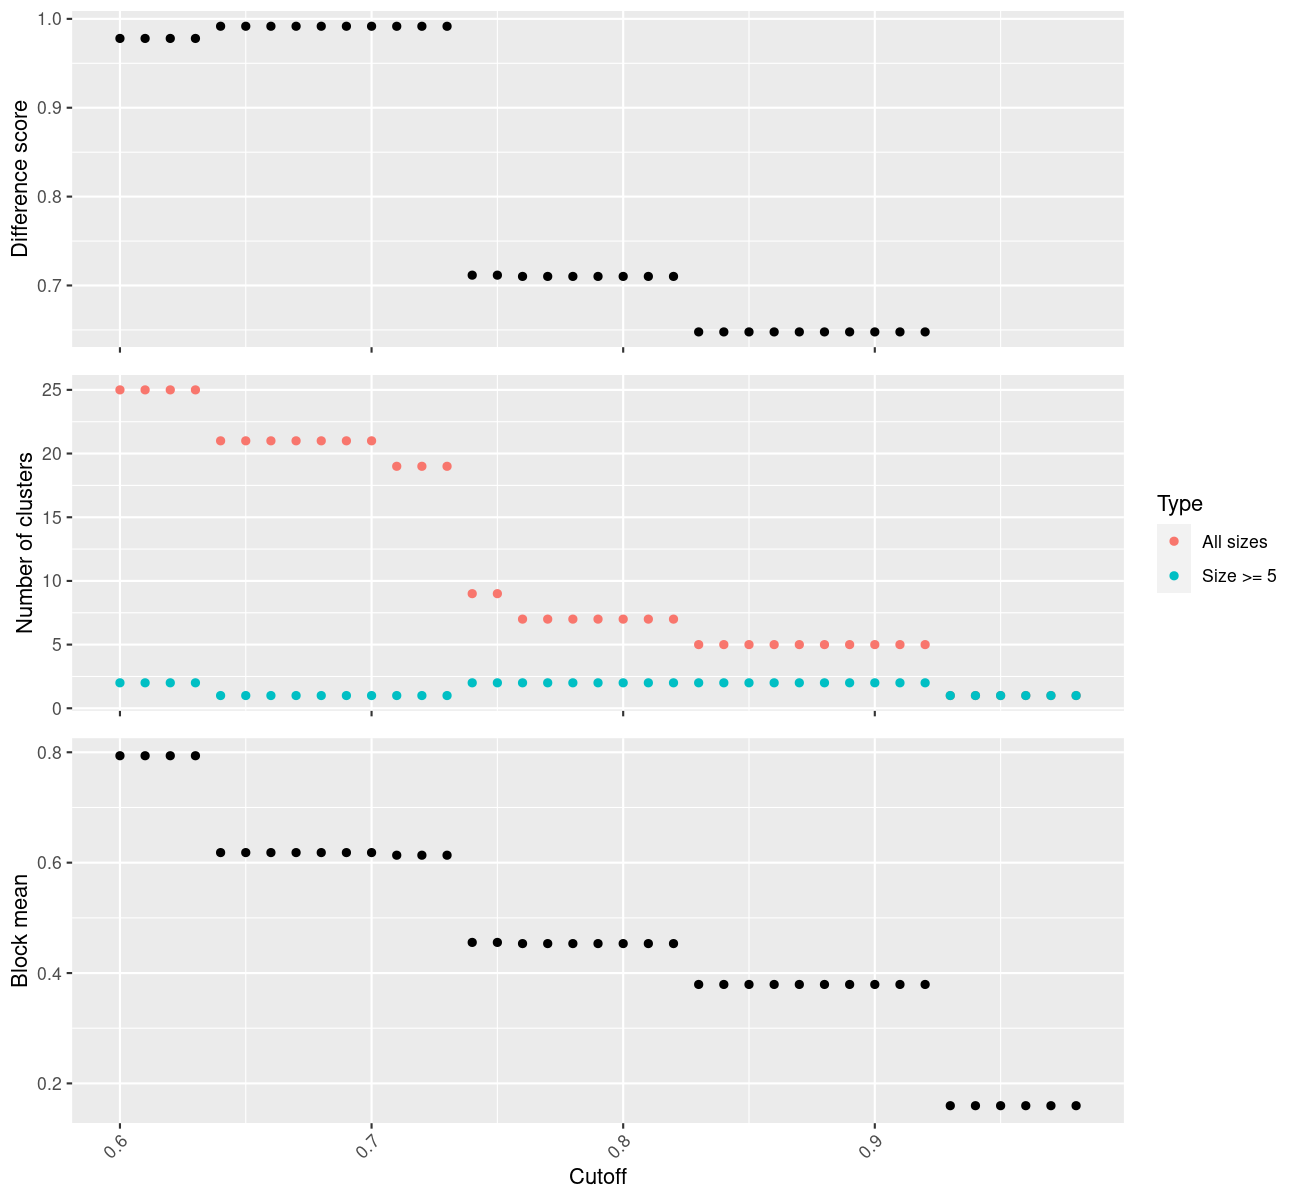 1.0
0.9
0.8
0.7
Difference score
25
20
15
10
5
0
Number of clusters
Type
All sizes
Size >= 5
0.8
0.6
0.4
0.2
Block mean
0.6
0.7
0.8
0.9
Cutoff